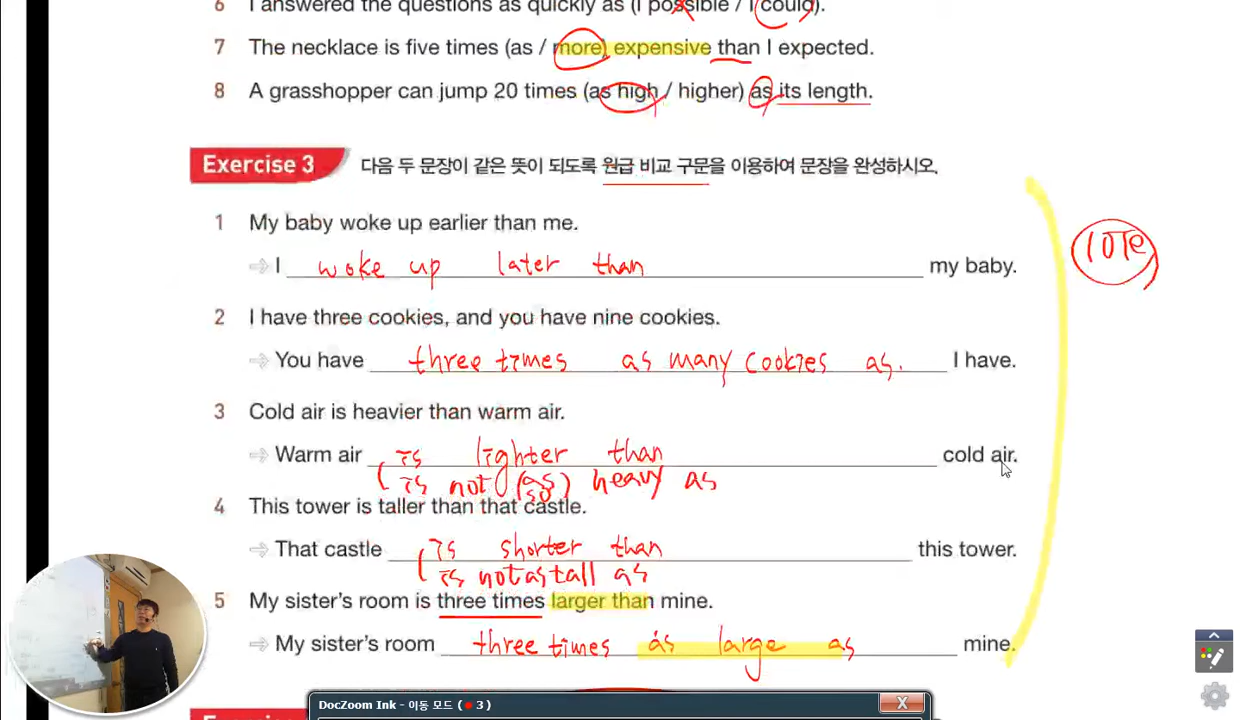 6 I answered the questions as quickly as (I possible / I could).
7 The necklace is five times (as / more) expensive than I expected.
8 A grasshopper can jump 20 times (as high / higher) as its length.
Exercise 3 다음 두 문장이 같은 뜻이 되도록 원급 비교 구문을 이용하여 문장을 완성하시오.
1 My baby woke up earlier than me.
⇒ I woke up later than my baby.
2 I have three cookies, and you have nine cookies.
⇒ You have three times as many cookies as. I have.
3 Cold air is heavier than warm air.
⇒ Warm air is lighter than cold air.
is not (as heavy as
so)
4 This tower is taller than that castle.
⇒ That castle is shorter than this tower.
is not as tall as
5 My sister's room is three times larger than mine.
⇒ My sister's room three times as large as mine.
DocZoom Ink - 이동 모드 ( 3 )
X